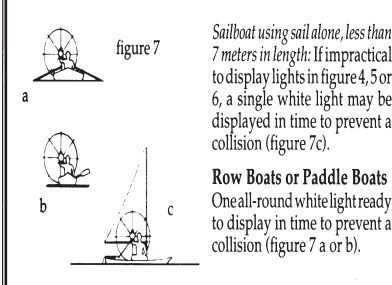 figure 7
a
b
c
Sailboat using sail alone, less than
7 meters in length: If impractical
to display lights in figure 4, 5 or
6, a single white light may be
displayed in time to prevent a
collision (figure 7c).
Row Boats or Paddle Boats
One all-round white light ready
to display in time to prevent a
collision (figure 7 a or b).